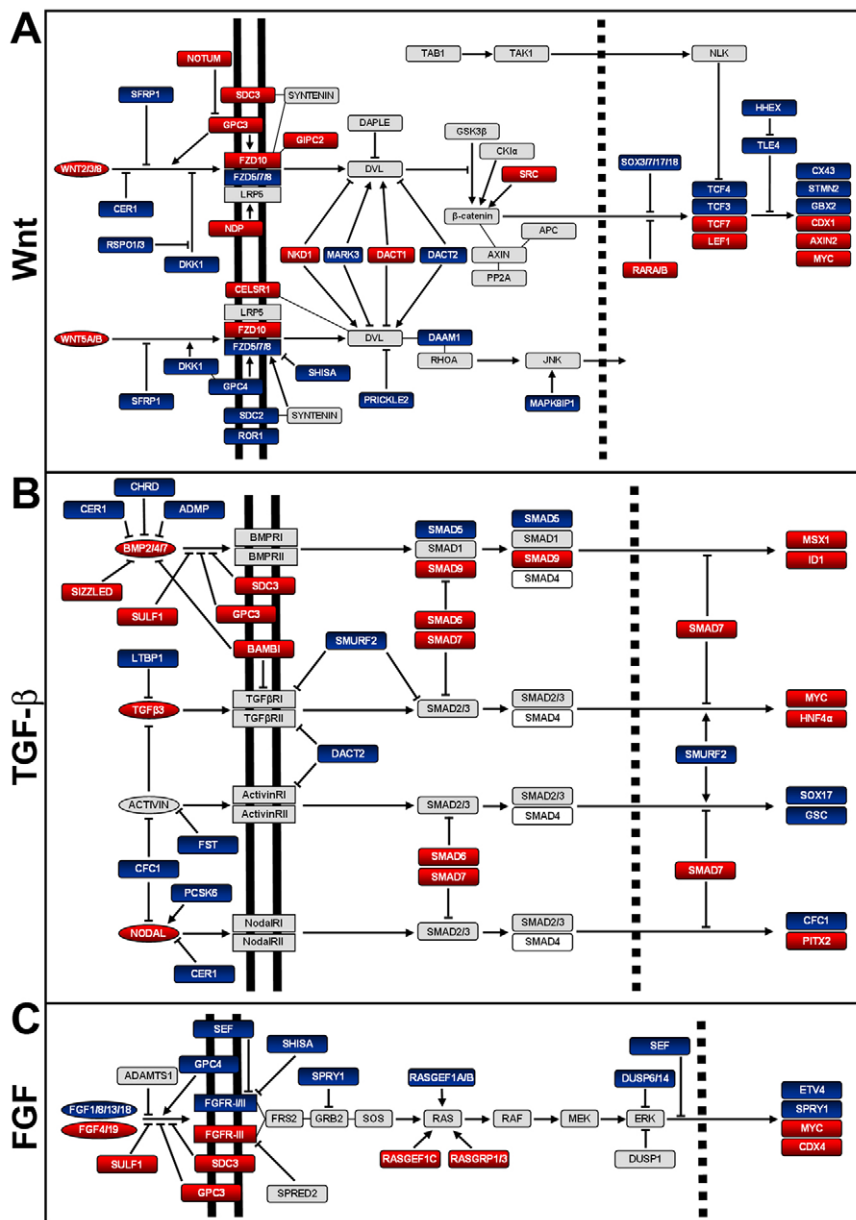 A
Wnt
NOTUM
SFRP1
SDC3
SYNTENIN
GPC3
GIPC2
WNT2/3/8
FZD10
FZD5/7/8
LRP5
CER1
RSPO1/3
NDP
DKK1
TAB1
TAK1
NLK
DAPLE
GSK3β
CKIα
SRC
DVL
β-catenin
APC
AXIN
PP2A
HHEX
TLE4
SOX3/7/17/18
TCF4
TCF3
TCF7
LEF1
RARA/B
CX43
STMN2
GBX2
CDX1
AXIN2
MYC
NKD1
MARK3
DACT1
DACT2
CELSR1
LRP5
WNT5A/B
FZD10
FZD5/7/8
DVL
DAAM1
RHOA
JNK
DKK1
GPC4
SHISA
SFRP1
SDC2
SYNTENIN
ROR1
PRICKLE2
MAPK8IP1
B
TGF-β
CHRD
CER1
ADMP
BMP2/4/7
BMPRI
BMPRII
SIZZLED
SULF1
SDC3
GPC3
BAMBI
SMAD5
SMAD1
SMAD9
SMAD5
SMAD1
SMAD9
SMAD4
MSX1
ID1
SMAD6
SMAD7
SMAD7
LTBP1
SMURF2
TGFβ3
TGFβRI
TGFβRII
SMAD2/3
SMAD2/3
SMAD4
MYC
HNF4α
DACT2
SMURF2
ACTIVIN
ActivinRI
ActivinRII
SMAD2/3
SMAD2/3
SMAD4
SOX17
GSC
FST
CFC1
SMAD6
SMAD7
SMAD7
PCSK6
NODAL
NodalRI
NodalRII
SMAD2/3
SMAD2/3
SMAD4
CFC1
PITX2
CER1
C
FGF
SEF
SHISA
GPC4
ADAMTS1
SPRY1
RASGEF1A/B
DUSP6/14
SEF
FGF1/8/13/18
FGF4/19
FGFR-I/II
FGFR-III
FRS2
GRB2
SOS
RAS
RAF
MEK
ERK
ETV4
SPRY1
MYC
CDX4
SULF1
SDC3
GPC3
SPRED2
RASGEF1C
RASGRP1/3
DUSP1